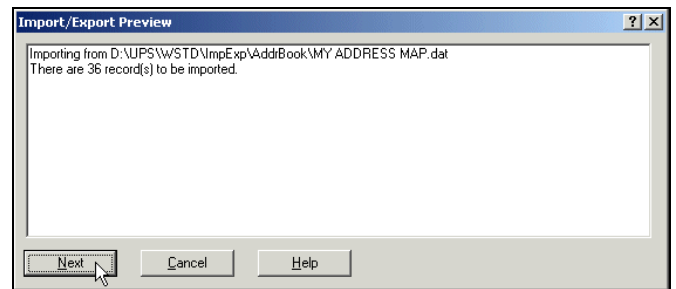 Import/Export Preview
Importing from D:\UPS\WSTD\ImpExp\AddrBook\MY ADDRESS MAP.dat
There are 36 record(s) to be imported.
Next Cancel Help